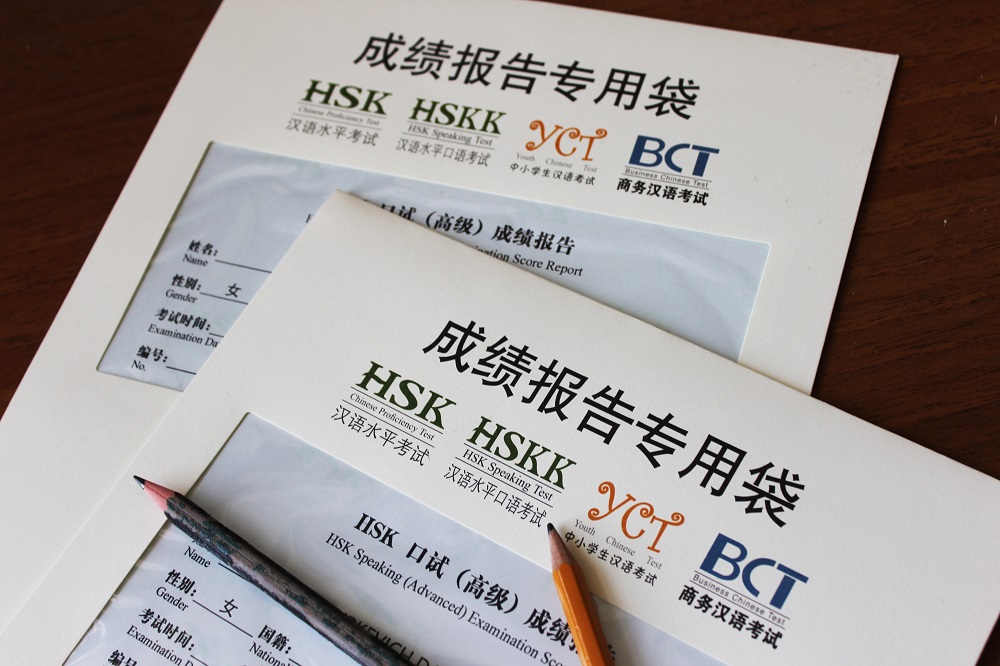 成绩报告专用袋
HSK
Chinese Proficiency Test
汉语水平考试
HSKK
HSK Speaking Test
汉语水平口语考试
YCT
Youth Chinese Test
中小学生汉语考试
BCT
Business Chinese Test
商务汉语考试
口试（高级）成绩报告
Score Report
姓名：
Name
性别： 女
Gender
考试时间：
Examination Da
编号：
No.
成绩报告专用袋
HSK
Chinese Proficiency Test
汉语水平考试
HSKK
HSK Speaking Test
汉语水平口语考试
YCT
Youth Chinese Test
中小学生汉语考试
BCT
Business Chinese Test
商务汉语考试
HSK 口试（高级）成绩
HSK Speaking (Advanced) Examination Sco
Name
性别： 女 国籍：
Gender National
考试时间：
Examination Da
编号